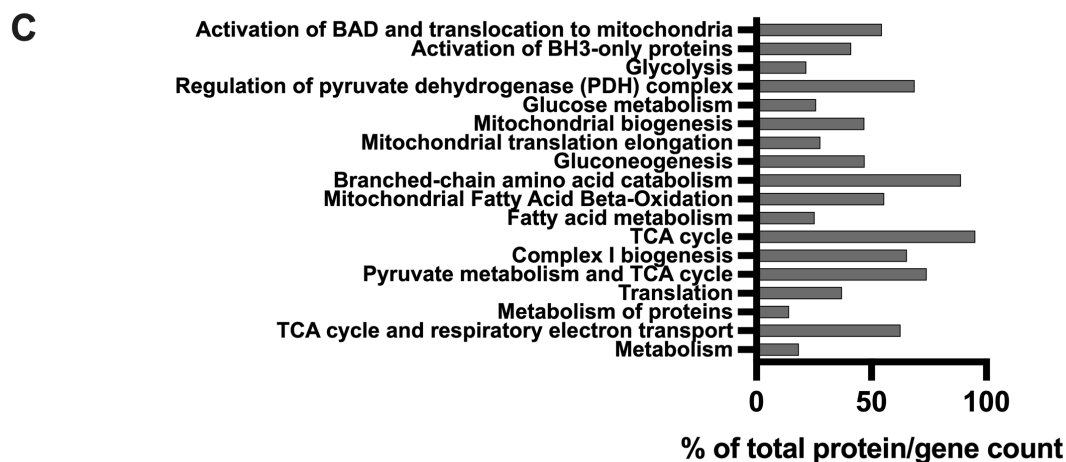 C
Activation of BAD and translocation to mitochondria
Activation of BH3-only proteins
Glycolysis
Regulation of pyruvate dehydrogenase (PDH) complex
Glucose metabolism
Mitochondrial biogenesis
Mitochondrial translation elongation
Gluconeogenesis
Branched-chain amino acid catabolism
Mitochondrial Fatty Acid Beta-Oxidation
Fatty acid metabolism
TCA cycle
Complex I biogenesis
Pyruvate metabolism and TCA cycle
Translation
Metabolism of proteins
TCA cycle and respiratory electron transport
Metabolism
0 50 100
% of total protein/gene count